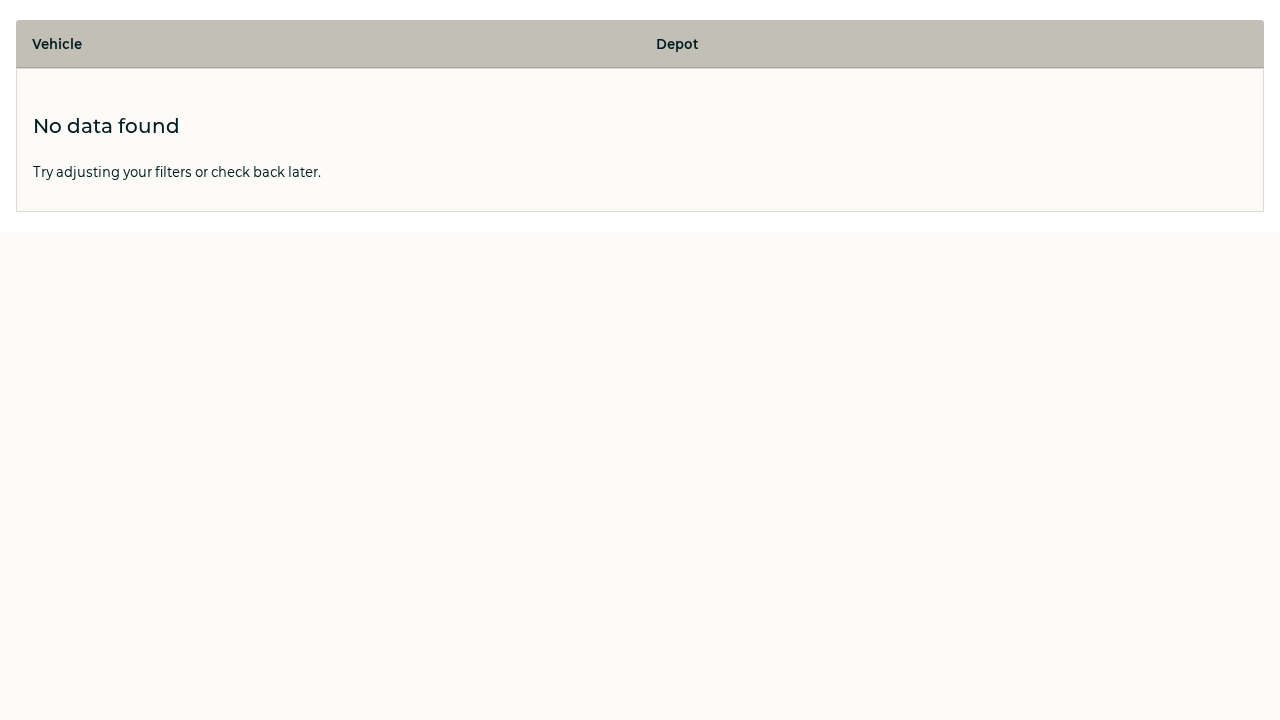 Vehicle Depot
No data found
Try adjusting your filters or check back later.